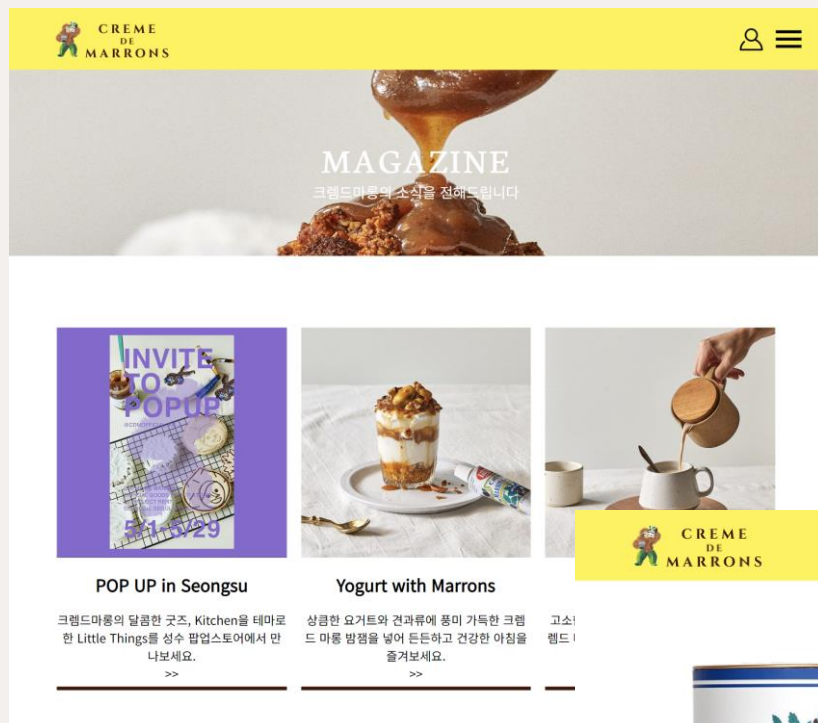 CREME
DE
MARRONS
MAGAZINE
크렘드마롱의 소식을 전해드립니다
INVITE
TO
POPUP
5/1-5/29
POP UP in Seongsu
크렘드마롱의 달콤한 굿즈, Kitchen을 테마로
한 Little Things를 성수 팝업스토어에서 만
나보세요.
>>
Yogurt with Marrons
상큼한 요거트와 견과류에 풍미 가득한 크렘
드 마롱 밤잼을 넣어 든든하고 건강한 아침을
즐겨보세요.
>>
고소
렘드
CREME
DE
MARRONS